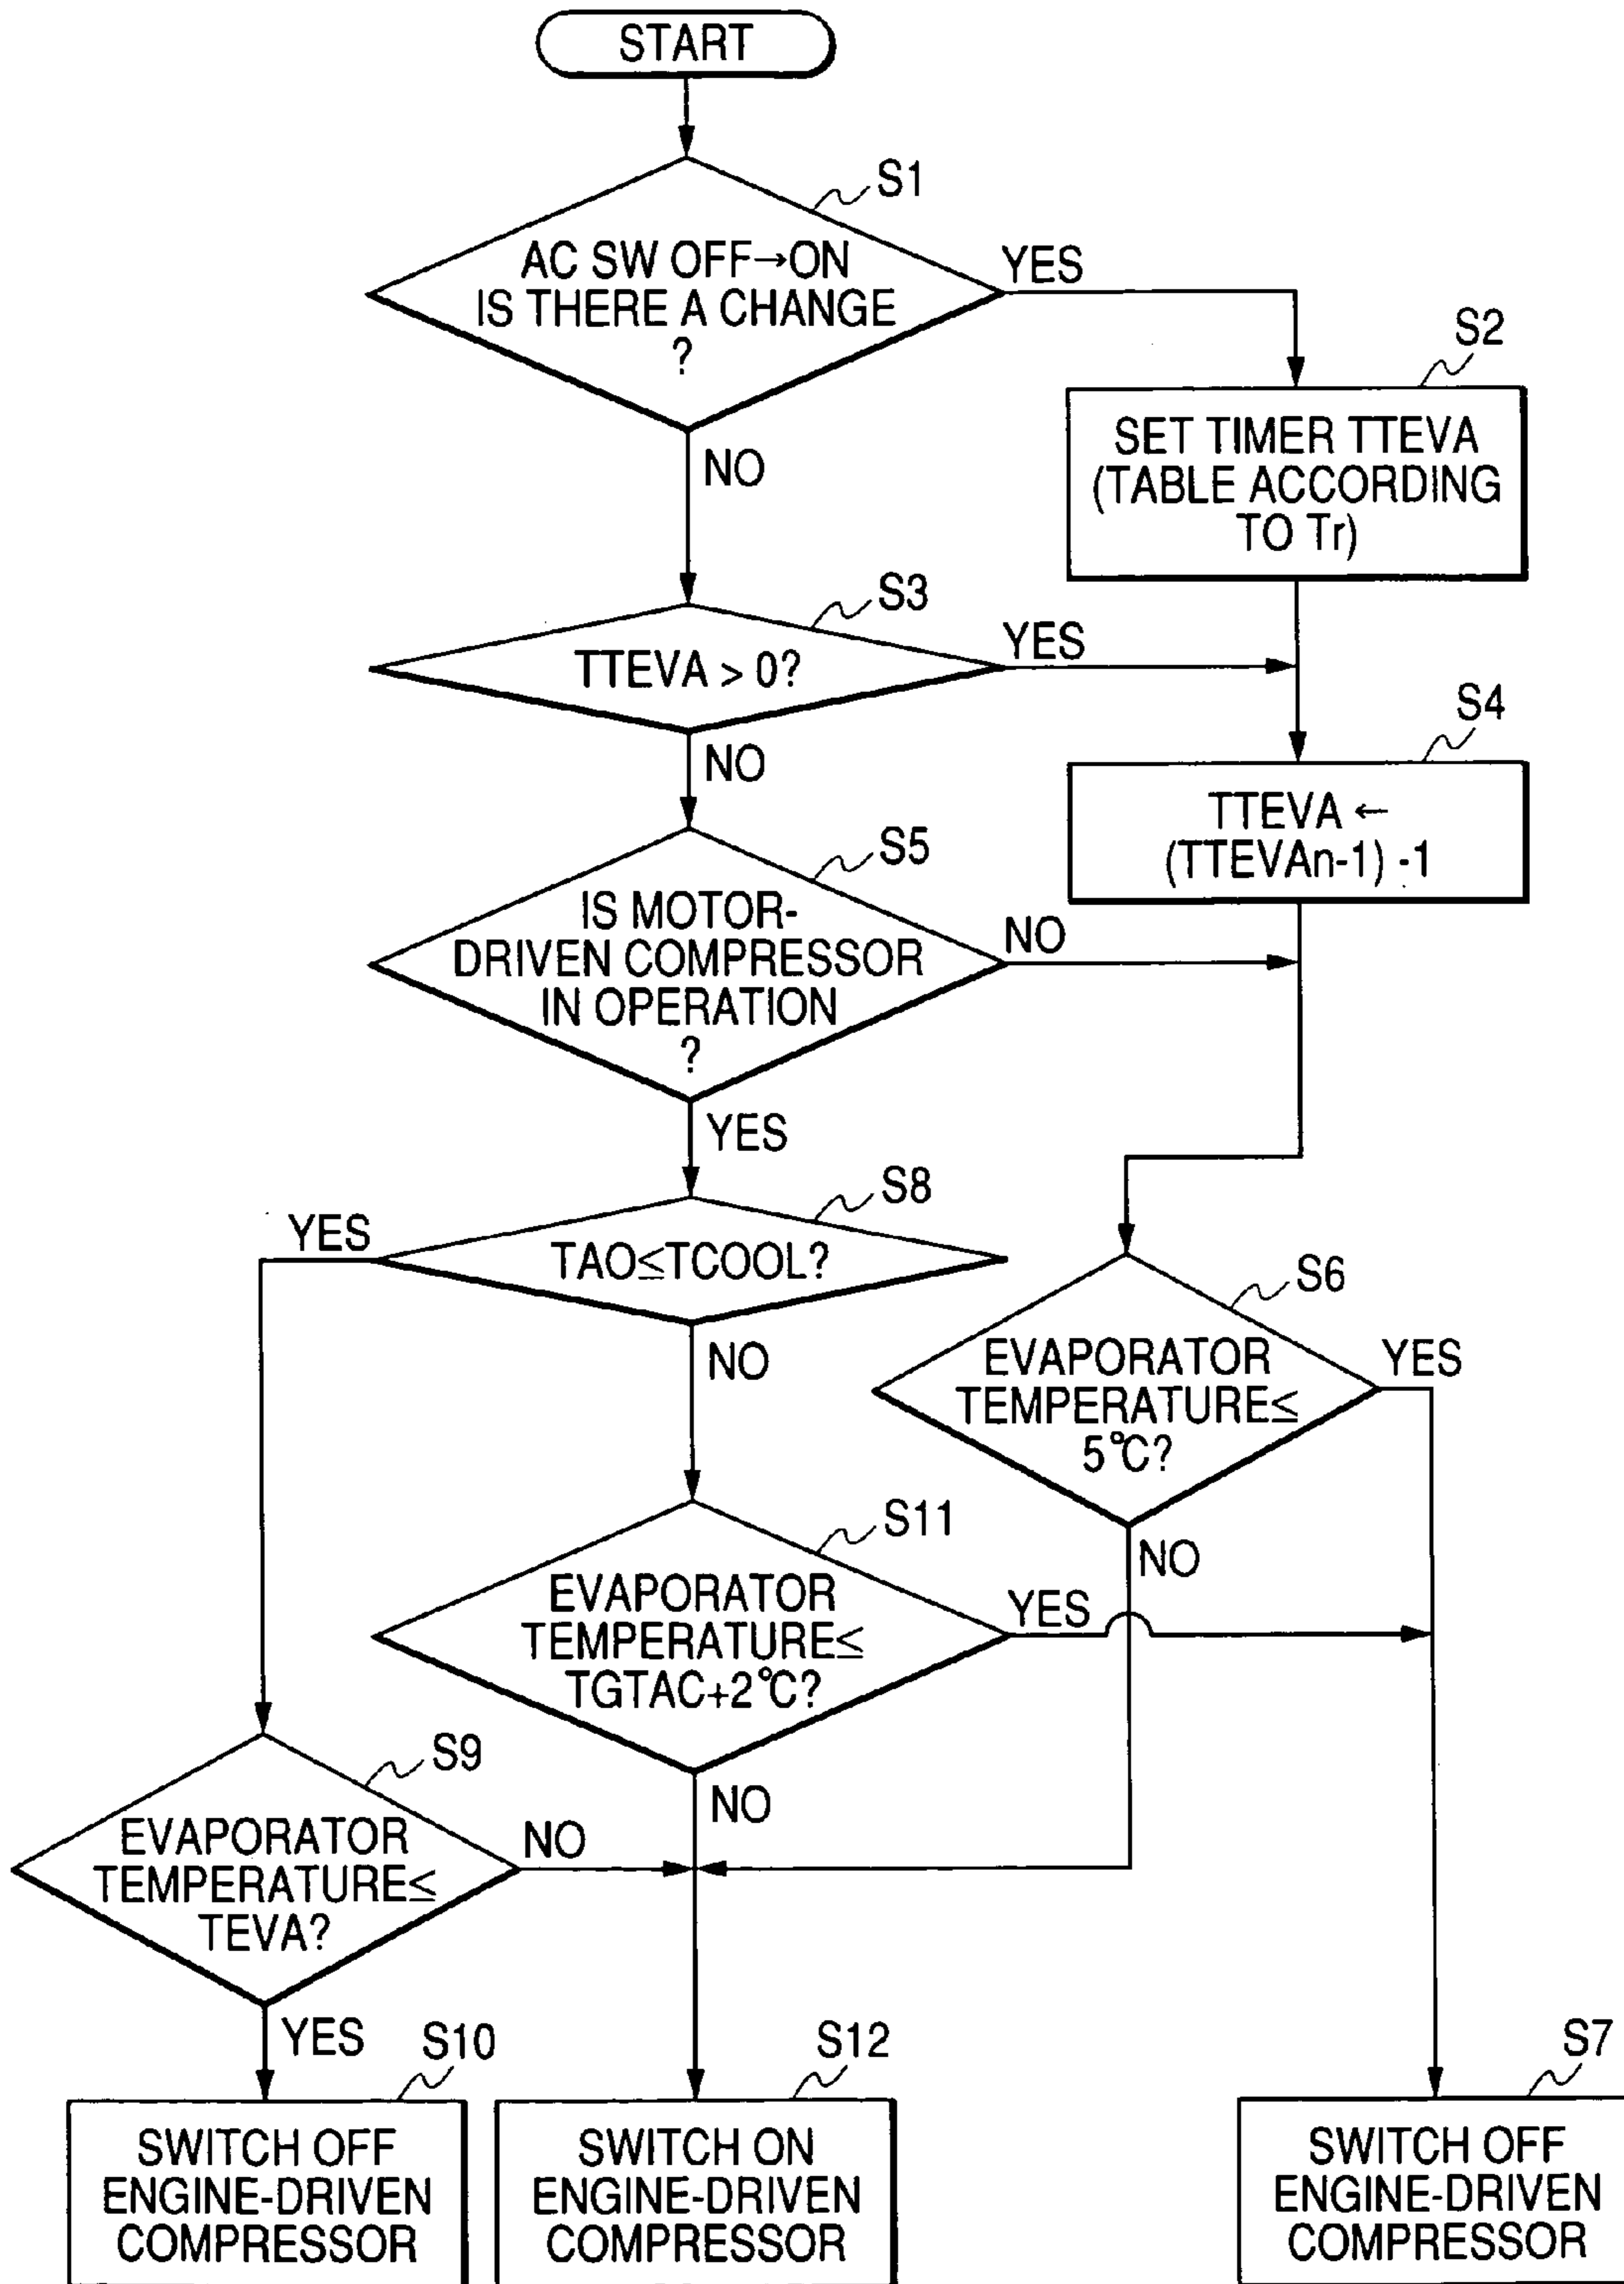 START
S1
AC SW OFF→ON
IS THERE A CHANGE
?
YES
NO
S2
SET TIMER TTEVA
(TABLE ACCORDING
TO Tr)
S3
TTEVA > 0?
YES
NO
S4
TTEVA ←
(TTEVAn-1) -1
S5
IS MOTOR-
DRIVEN COMPRESSOR
IN OPERATION
?
NO
YES
S8
TAO≤TCOOL?
YES
NO
S6
EVAPORATOR
TEMPERATURE≤
5°C?
YES
NO
S11
EVAPORATOR
TEMPERATURE≤
TGTAC+2°C?
YES
NO
S9
EVAPORATOR
TEMPERATURE≤
TEVA?
NO
YES
S10
SWITCH OFF
ENGINE-DRIVEN
COMPRESSOR
S12
SWITCH ON
ENGINE-DRIVEN
COMPRESSOR
S7
SWITCH OFF
ENGINE-DRIVEN
COMPRESSOR